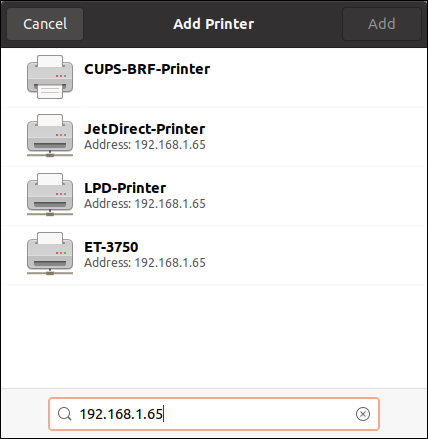 Cancel Add Printer Add
CUPS-BRF-Printer
JetDirect-Printer
Address: 192.168.1.65
LPD-Printer
Address: 192.168.1.65
ET-3750
Address: 192.168.1.65
192.168.1.65